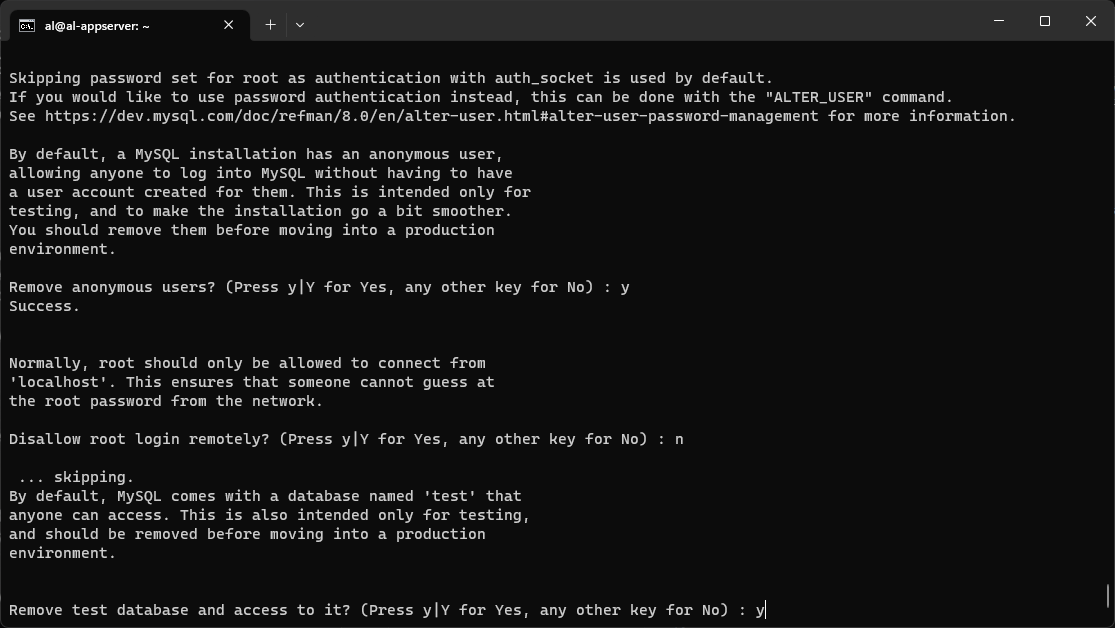 al@al-appserver: ~
Skipping password set for root as authentication with auth_socket is used by default.
If you would like to use password authentication instead, this can be done with the "ALTER_USER" command.
See https://dev.mysql.com/doc/refman/8.0/en/alter-user.html#alter-user-password-management for more information.
By default, a MySQL installation has an anonymous user,
allowing anyone to log into MySQL without having to have
a user account created for them. This is intended only for
testing, and to make the installation go a bit smoother.
You should remove them before moving into a production
environment.
Remove anonymous users? (Press y|Y for Yes, any other key for No) : y
Success.
Normally, root should only be allowed to connect from
'localhost'. This ensures that someone cannot guess at
the root password from the network.
Disallow root login remotely? (Press y|Y for Yes, any other key for No) : n
... skipping.
By default, MySQL comes with a database named 'test' that
anyone can access. This is also intended only for testing,
and should be removed before moving into a production
environment.
Remove test database and access to it? (Press y|Y for Yes, any other key for No) : y